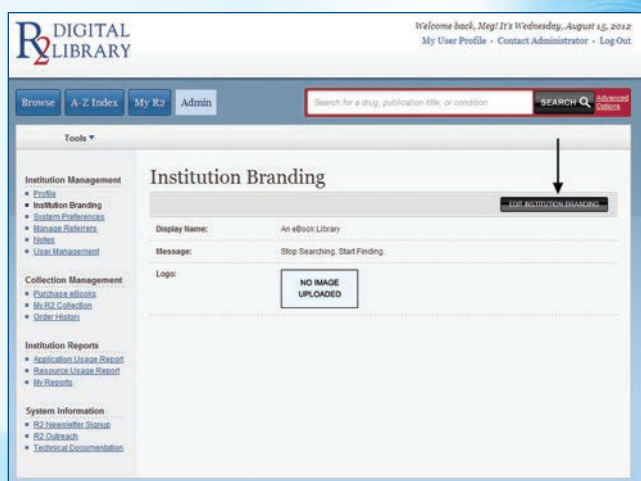 R2 DIGITAL LIBRARY
Welcome back, Meg! It's Wednesday, August 15, 2012
My User Profile - Contact Administrator - Log Out
Browse A-Z Index My R2 Admin
Search for a drug, publication title, or condition
SEARCH
Advanced Options
Tools
Institution Management
Profile
Institution Branding
System Preferences
Manage Referrers
Notes
User Management
Collection Management
Purchase eBooks
My R2 Collection
Order History
Institution Reports
Application Usage Report
Resource Usage Report
My Reports
System Information
R2 Newsletter Signup
R2 Outreach
Technical Documentation
Institution Branding
EDIT INSTITUTION BRANDING
Display Name: An eBook Library
Message: Stop Searching. Start Finding.
Logo:
NO IMAGE
UPLOADED